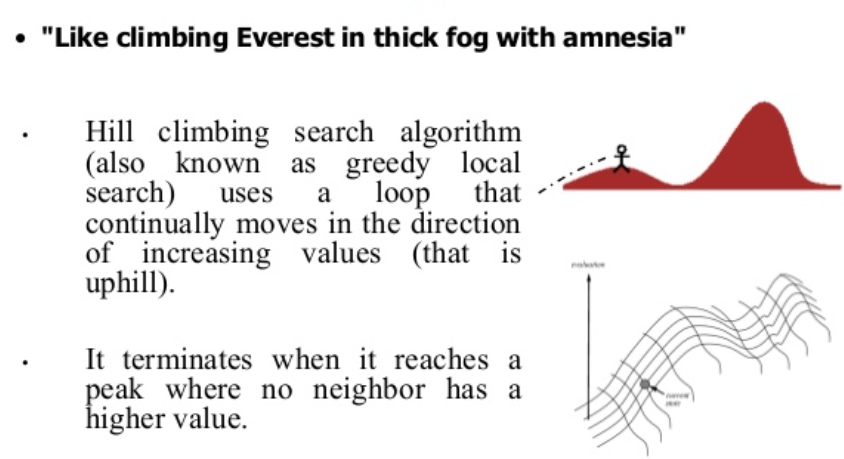 • "Like climbing Everest in thick fog with amnesia"
• Hill climbing search algorithm
(also known as greedy local
search) uses a loop that
continually moves in the direction
of increasing values (that is
uphill).
• It terminates when it reaches a
peak where no neighbor has a
higher value.
evaluation
current
state